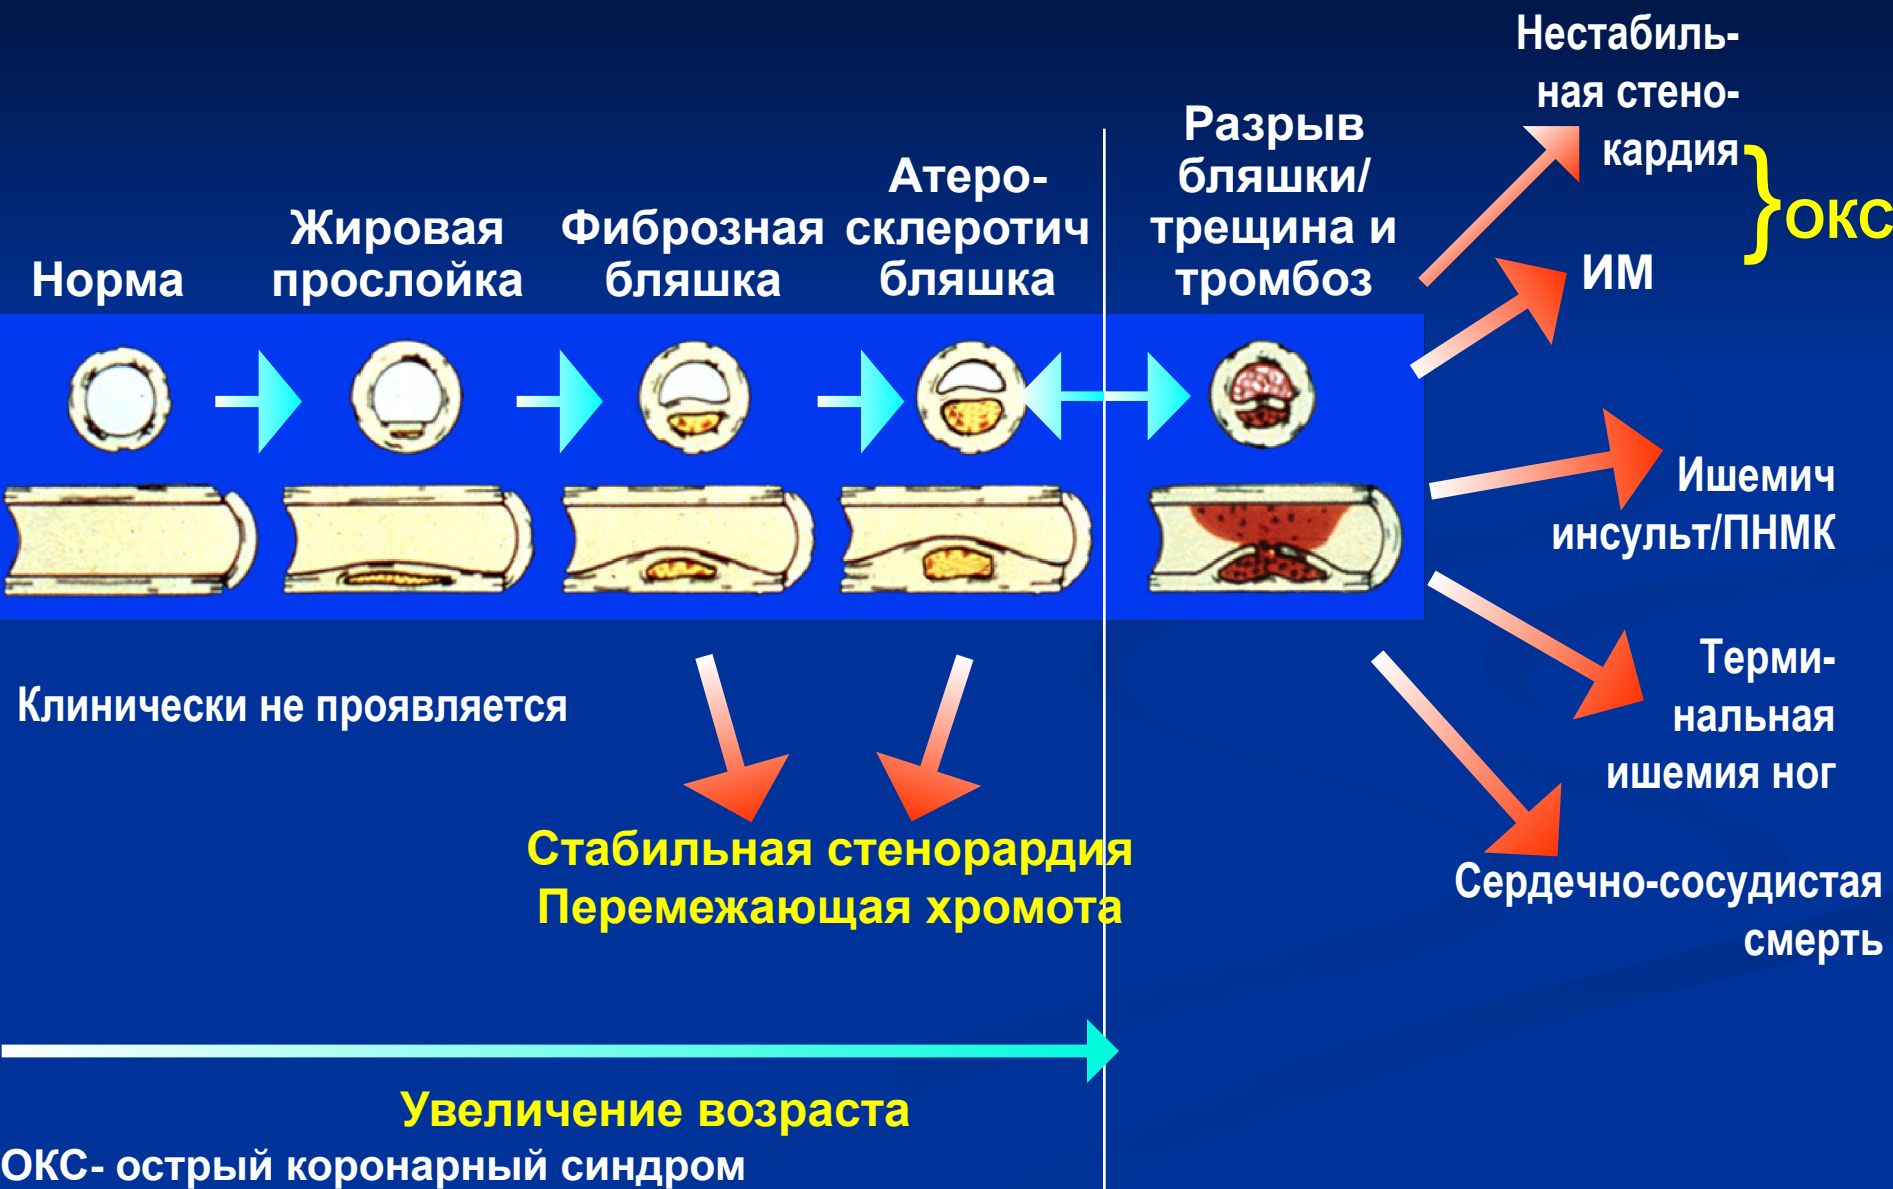 Норма
Жировая
прослойка
Фиброзная
бляшка
Атеро-
склеротич
бляшка
Разрыв
бляшки/
трещина и
тромбоз
Нестабиль-
ная стено-
кардия
}ОКС
ИМ
Ишемич
инсульт/ПНМК
Терми-
нальная
ишемия ног
Сердечно-сосудистая
смерть
Клинически не проявляется
Стабильная стенорардия
Перемежающая хромота
Увеличение возраста
ОКС- острый коронарный синдром